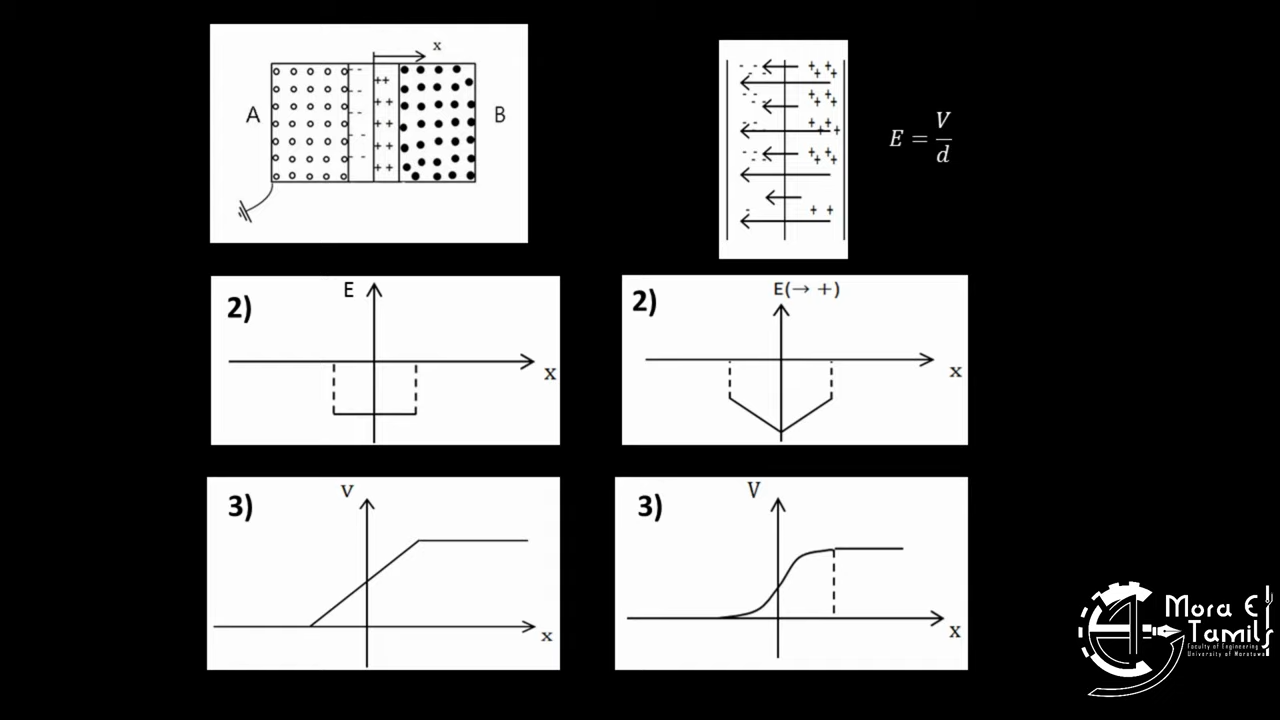 x
A
B
E = V/d
2)
E
x
2)
E(→ +)
x
3)
V
x
3)
V
x
Mora E
Tamils
Faculty of Engineering
University of Moratuwa